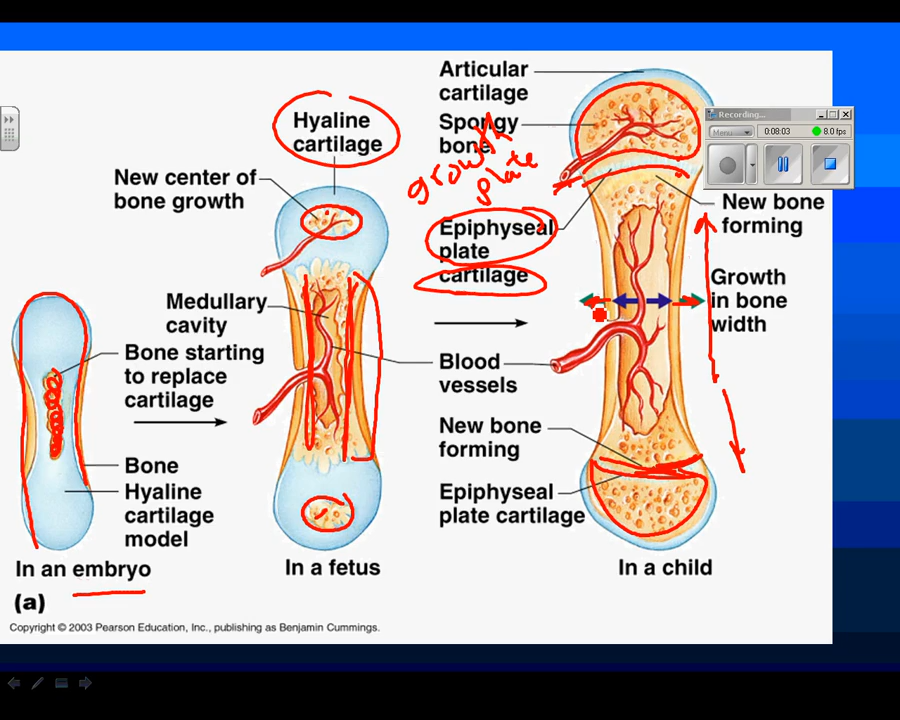 Recording...
Menu
0:08:03
8.0 fps
Articular
cartilage
Spongy
bone
growth
plate
Hyaline
cartilage
New center of
bone growth
Epiphyseal
plate
cartilage
New bone
forming
Medullary
cavity
Growth
in bone
width
Bone starting
to replace
cartilage
Blood
vessels
New bone
forming
Bone
Hyaline
cartilage
model
Epiphyseal
plate cartilage
In an embryo
In a fetus
In a child
(a)
Copyright © 2003 Pearson Education, Inc., publishing as Benjamin Cummings.